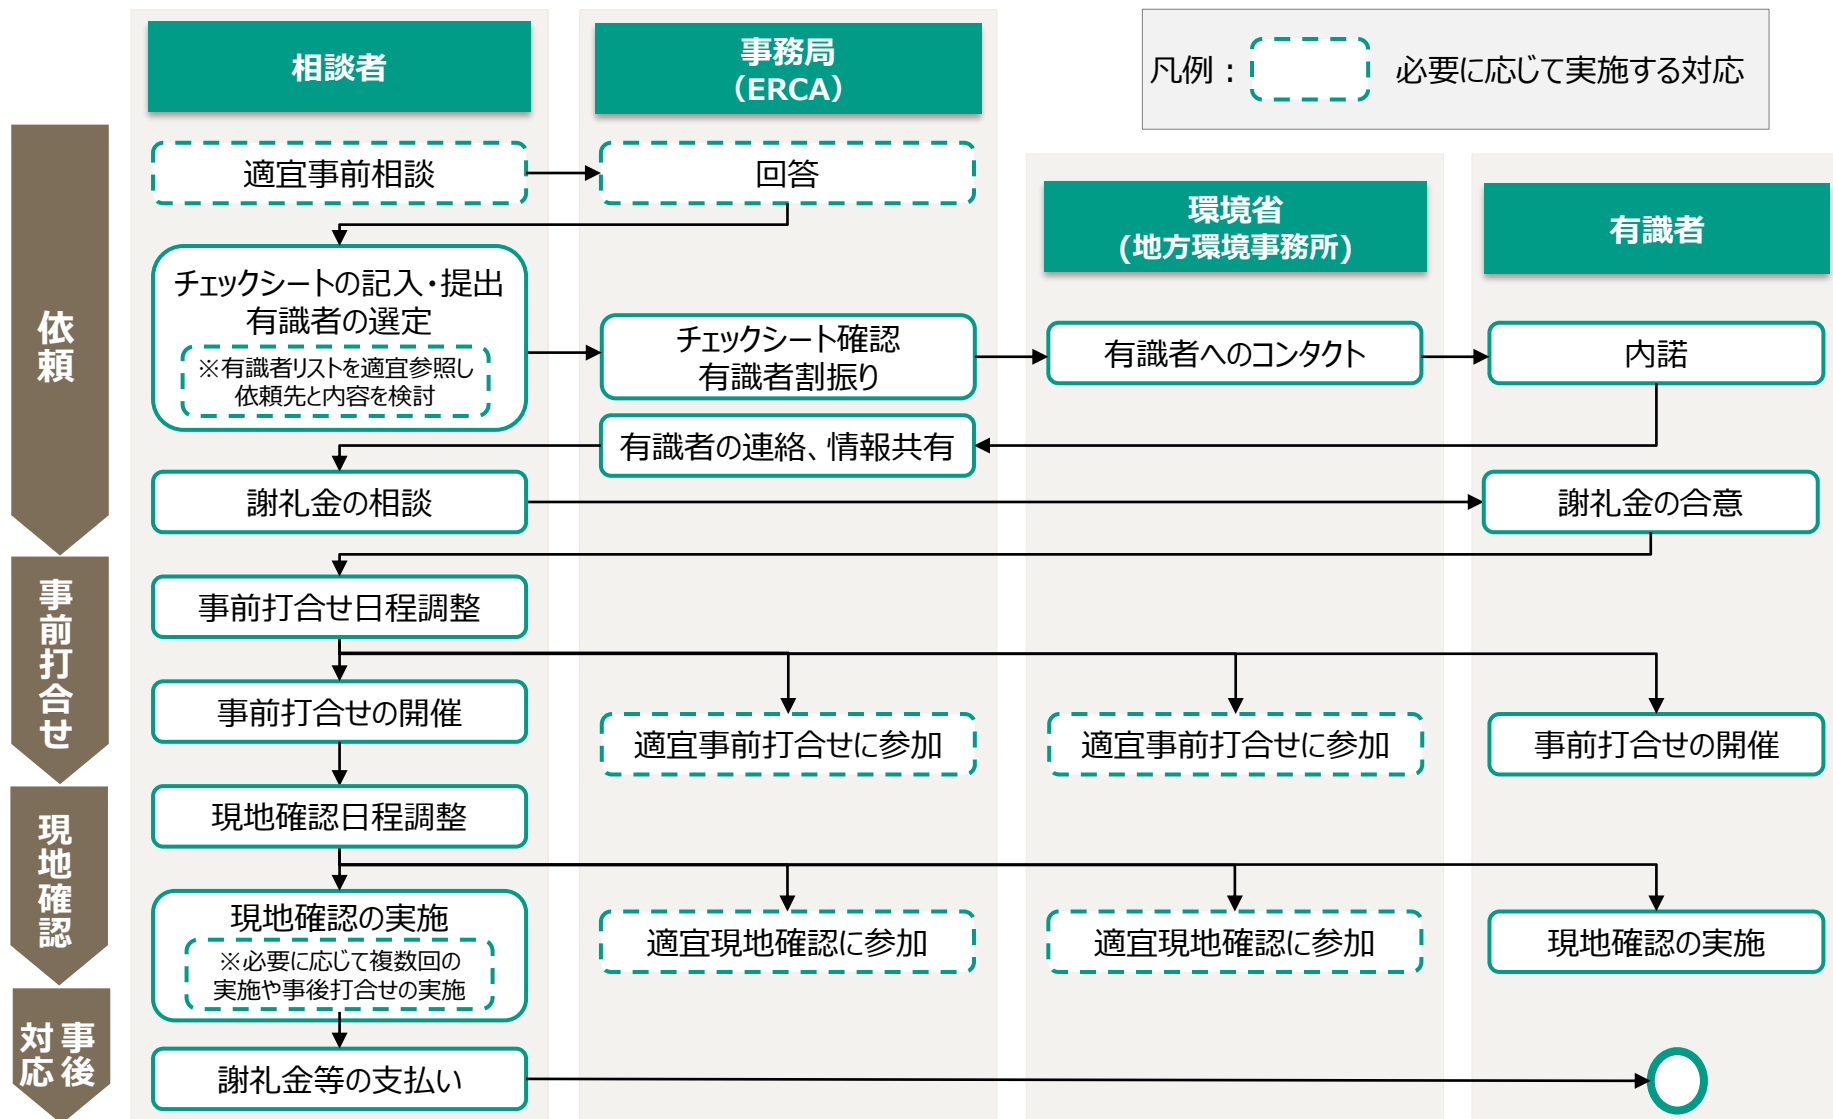 相談者
事務局
（ERCA）
凡例：
必要に応じて実施する対応
環境省
(地方環境事務所)
有識者
依頼
適宜事前相談
回答
チェックシートの記入・提出
有識者の選定
※有識者リストを適宜参照し
依頼先と内容を検討
チェックシート確認
有識者割振り
有識者へのコンタクト
内諾
有識者の連絡、情報共有
謝礼金の相談
謝礼金の合意
事前打合せ
事前打合せ日程調整
事前打合せの開催
適宜事前打合せに参加
適宜事前打合せに参加
事前打合せの開催
現地確認
現地確認日程調整
現地確認の実施
※必要に応じて複数回の
実施や事後打合せの実施
適宜現地確認に参加
適宜現地確認に参加
現地確認の実施
事後
対応
謝礼金等の支払い